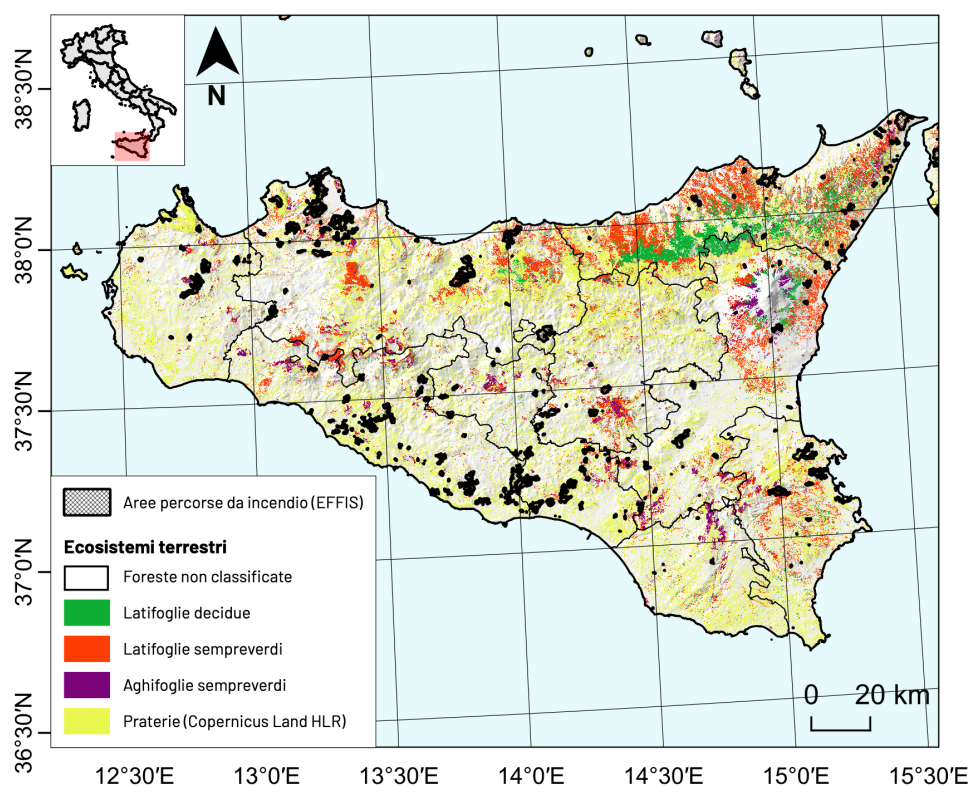 N
38°30'N
38°0'N
37°30'N
37°0'N
36°30'N
Aree percorse da incendio (EFFIS)
Ecosistemi terrestri
Foreste non classificate
Latifoglie decidue
Latifoglie sempreverdi
Aghifoglie sempreverdi
Praterie (Copernicus Land HLR)
0 20 km
12°30'E 13°0'E 13°30'E 14°0'E 14°30'E 15°0'E 15°30'E